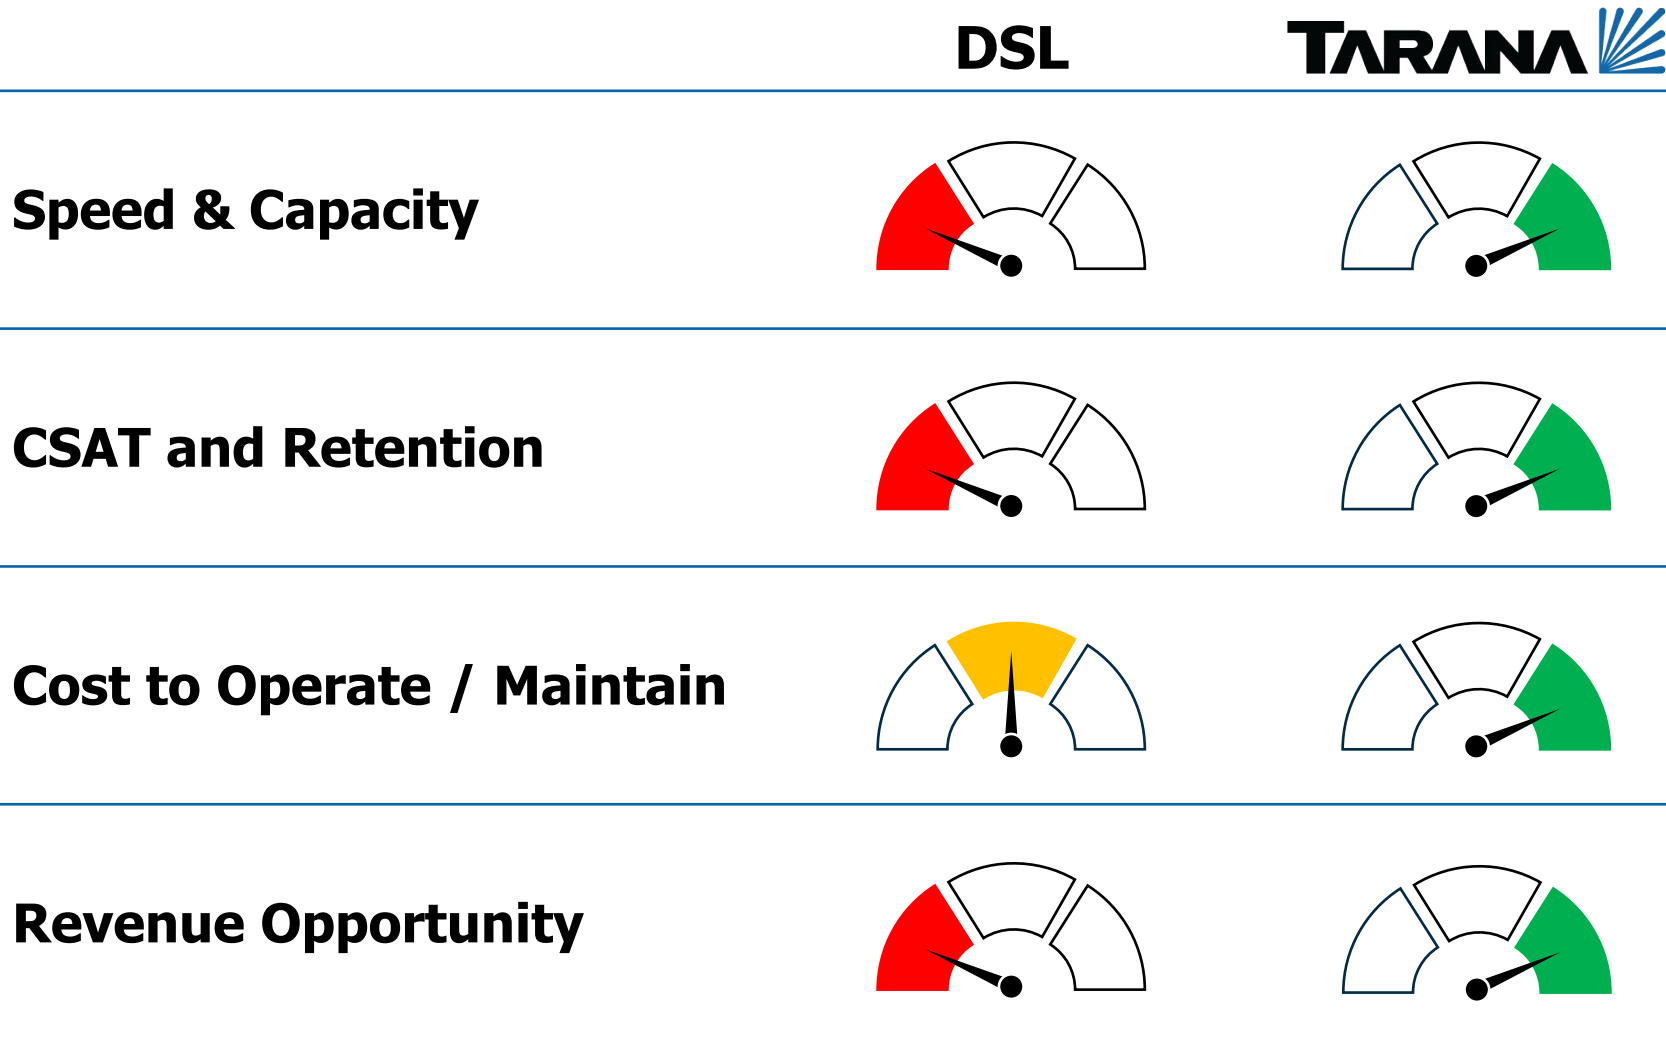 DSL
TARANA
Speed & Capacity
CSAT and Retention
Cost to Operate / Maintain
Revenue Opportunity